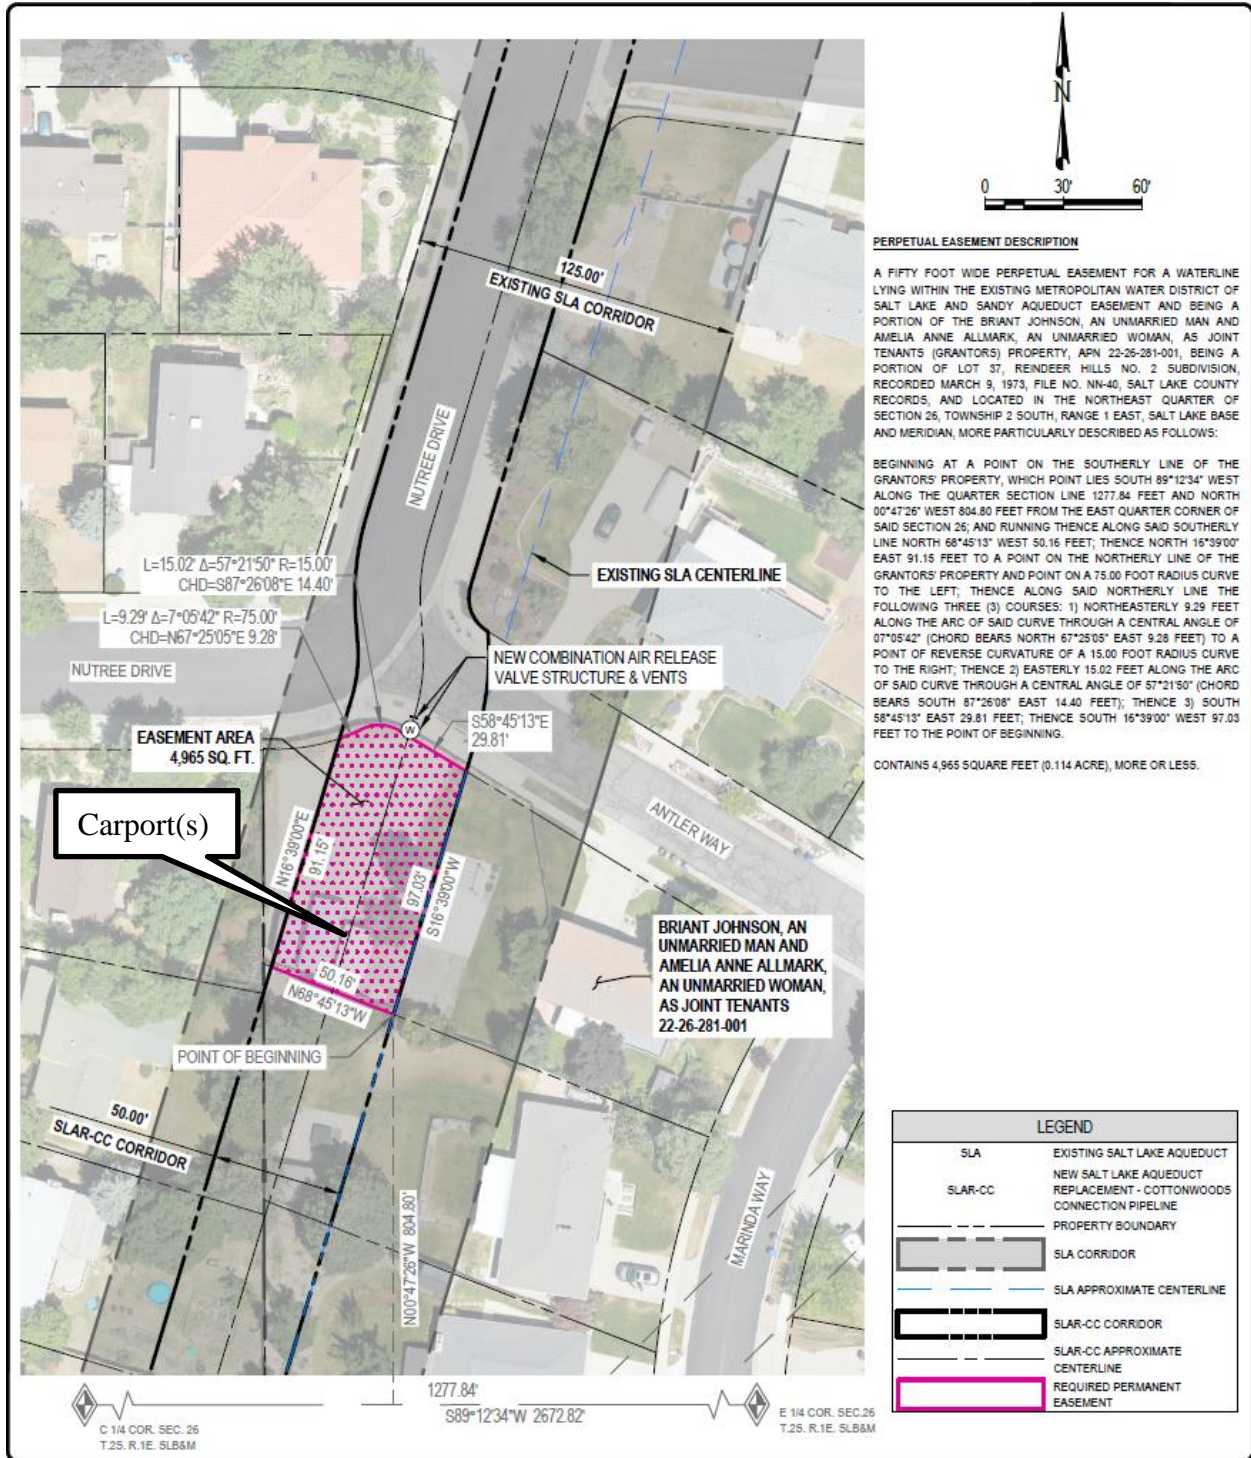 N
0 30' 60'
PERPETUAL EASEMENT DESCRIPTION
A FIFTY FOOT WIDE PERPETUAL EASEMENT FOR A WATERLINE
LYING WITHIN THE EXISTING METROPOLITAN WATER DISTRICT OF
SALT LAKE AND SANDY AQUEDUCT EASEMENT AND BEING A
PORTION OF THE BRIANT JOHNSON, AN UNMARRIED MAN AND
AMELIA ANNE ALLMARK, AN UNMARRIED WOMAN, AS JOINT
TENANTS (GRANTORS) PROPERTY, APN 22-26-281-001, BEING A
PORTION OF LOT 37, REINDEER HILLS NO. 2 SUBDIVISION,
RECORDED MARCH 9, 1973, FILE NO. NN-40, SALT LAKE COUNTY
RECORDS, AND LOCATED IN THE NORTHEAST QUARTER OF
SECTION 26, TOWNSHIP 2 SOUTH, RANGE 1 EAST, SALT LAKE BASE
AND MERIDIAN, MORE PARTICULARLY DESCRIBED AS FOLLOWS:
BEGINNING AT A POINT ON THE SOUTHERLY LINE OF THE
GRANTORS' PROPERTY, WHICH POINT LIES SOUTH 89°12'34" WEST
ALONG THE QUARTER SECTION LINE 1277.84 FEET AND NORTH
00°47'26" WEST 804.80 FEET FROM THE EAST QUARTER CORNER OF
SAID SECTION 26; AND RUNNING THENCE ALONG SAID SOUTHERLY
LINE NORTH 68°45'13" WEST 50.16 FEET; THENCE NORTH 16°39'00"
EAST 91.15 FEET TO A POINT ON THE NORTHERLY LINE OF THE
GRANTORS' PROPERTY AND POINT ON A 75.00 FOOT RADIUS CURVE
TO THE LEFT; THENCE ALONG SAID NORTHERLY LINE THE
FOLLOWING THREE (3) COURSES: 1) NORTHEASTERLY 9.29 FEET
ALONG THE ARC OF SAID CURVE THROUGH A CENTRAL ANGLE OF
07°05'42" (CHORD BEARS NORTH 67°25'05" EAST 9.28 FEET) TO A
POINT OF REVERSE CURVATURE OF A 15.00 FOOT RADIUS CURVE
TO THE RIGHT; THENCE 2) EASTERLY 15.02 FEET ALONG THE ARC
OF SAID CURVE THROUGH A CENTRAL ANGLE OF 57°21'50" (CHORD
BEARS SOUTH 87°26'08" EAST 14.40 FEET); THENCE 3) SOUTH
58°45'13" EAST 29.81 FEET; THENCE SOUTH 16°39'00" WEST 97.03
FEET TO THE POINT OF BEGINNING.
CONTAINS 4,965 SQUARE FEET (0.114 ACRE), MORE OR LESS.
125.00'
EXISTING SLA CORRIDOR
NUTREE DRIVE
L=15.02' Δ=57°21'50" R=15.00'
CHD=S87°26'08"E 14.40'
EXISTING SLA CENTERLINE
L=9.29' Δ=7°05'42" R=75.00'
CHD=N67°25'05"E 9.28'
NUTREE DRIVE
NEW COMBINATION AIR RELEASE
VALVE STRUCTURE & VENTS
W
S58°45'13"E
29.81'
EASEMENT AREA
4,965 SQ. FT.
Carport(s)
N16°39'00"E
91.15'
97.03'
S16°39'00"W
ANTLER WAY
50.16'
N68°45'13"W
BRIANT JOHNSON, AN
UNMARRIED MAN AND
AMELIA ANNE ALLMARK,
AN UNMARRIED WOMAN,
AS JOINT TENANTS
22-26-281-001
POINT OF BEGINNING
50.00'
SLAR-CC CORRIDOR
N00°47'26"W 804.80'
MARINDA WAY
1277.84'
S89°12'34"W 2672.82'
C 1/4 COR. SEC. 26
T.2S. R.1E. SLB&M
E 1/4 COR. SEC.26
T.2S. R.1E. SLB&M
LEGEND
SLA EXISTING SALT LAKE AQUEDUCT
SLAR-CC NEW SALT LAKE AQUEDUCT
REPLACEMENT - COTTONWOODS
CONNECTION PIPELINE
PROPERTY BOUNDARY
SLA CORRIDOR
SLA APPROXIMATE CENTERLINE
SLAR-CC CORRIDOR
SLAR-CC APPROXIMATE
CENTERLINE
REQUIRED PERMANENT
EASEMENT